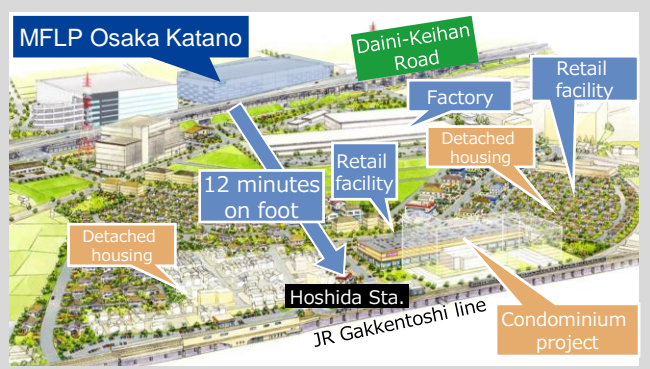 MFLP Osaka Katano
Daini-Keihan
Road
Retail
facility
Factory
Detached
housing
Retail
facility
12 minutes
on foot
Detached
housing
Hoshida Sta.
JR Gakkentoshi line
Condominium
project